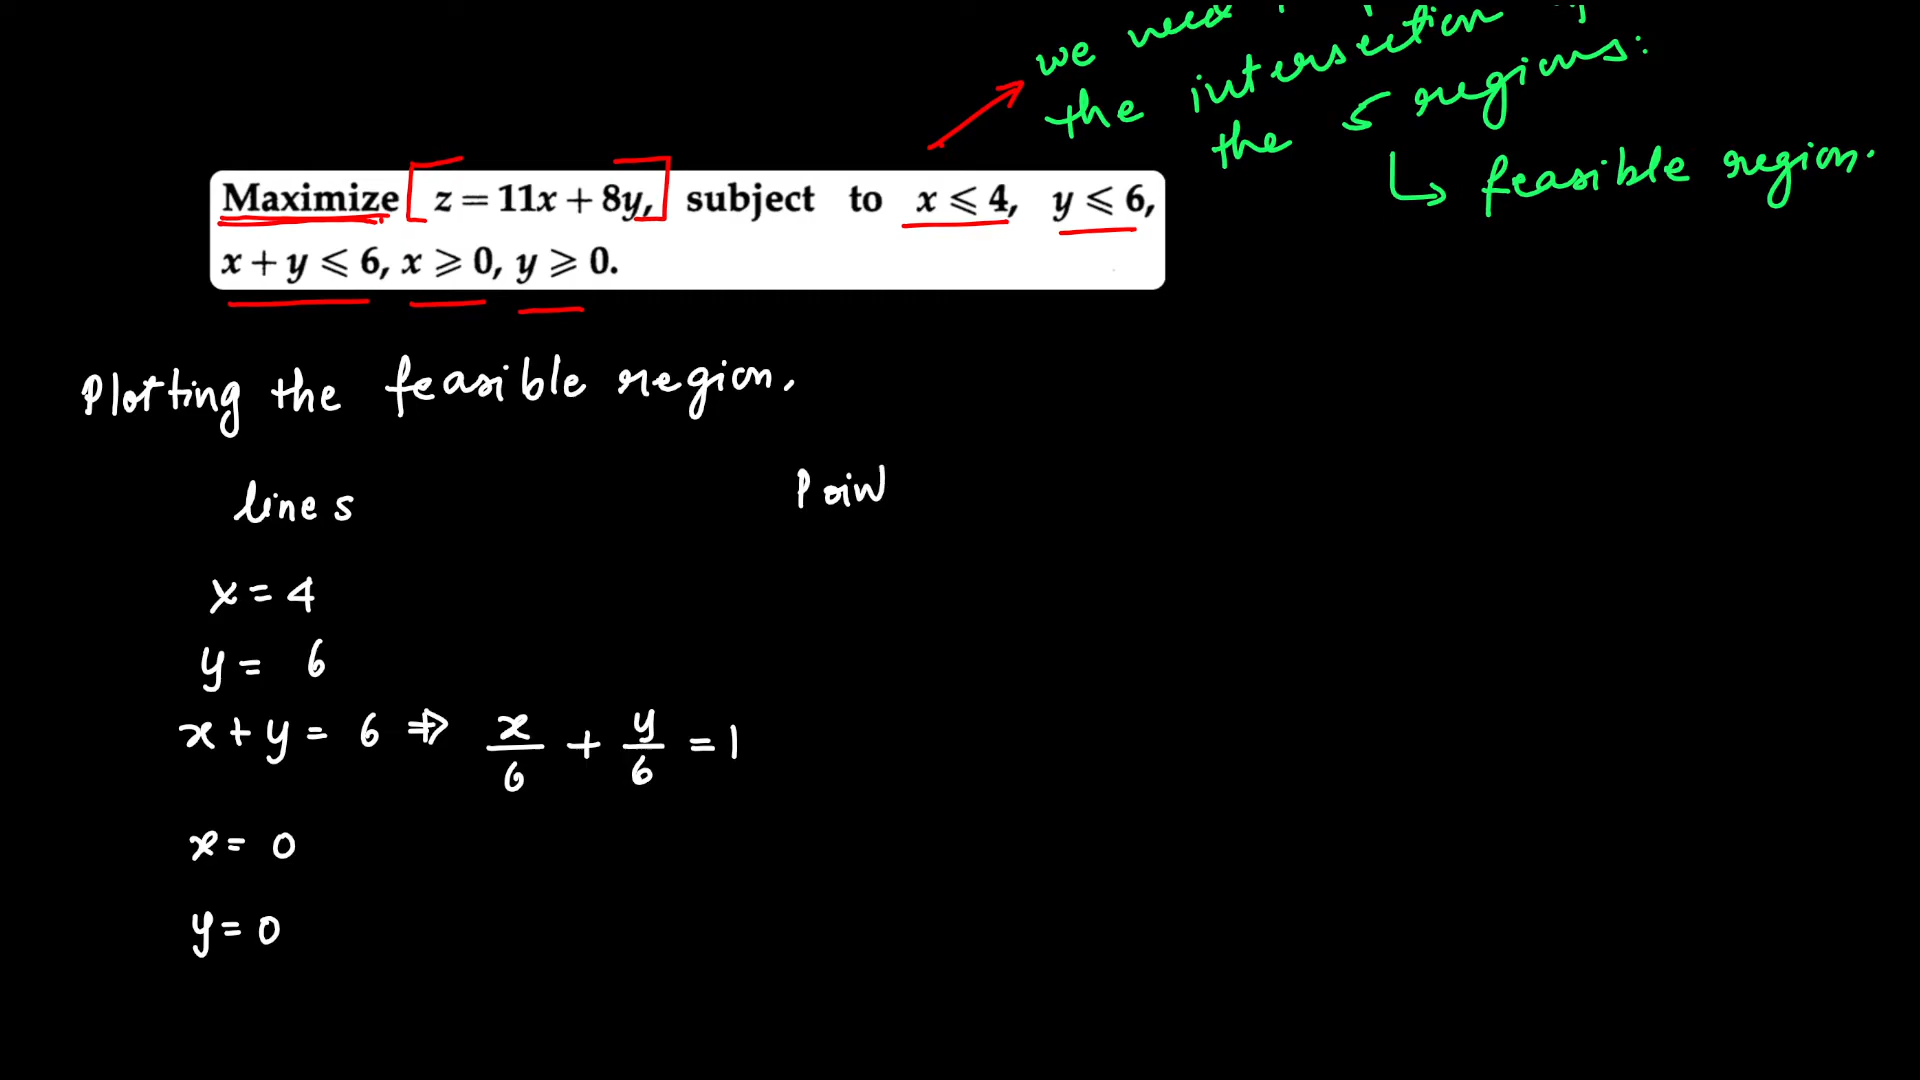 we need
the intersection
the 5 regions:
↳ feasible region.
Maximize z = 11x + 8y, subject to x ⩽ 4, y ⩽ 6,
x + y ⩽ 6, x ⩾ 0, y ⩾ 0.
Plotting the feasible region.
lines Poin
x = 4
y = 6
x + y = 6 ⇒ x/6 + y/6 = 1
x = 0
y = 0